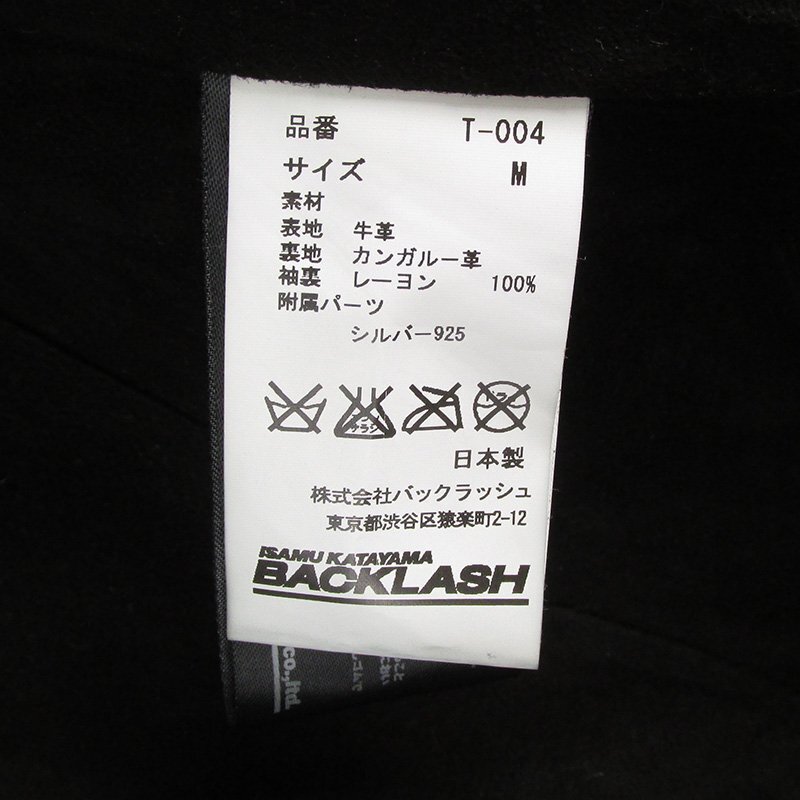 品番 T-004
サイズ M
素材
表地 牛革
裏地 カンガルー革
袖裏 レーヨン 100%
附属パーツ
シルバー925
日本製
株式会社バックラッシュ
東京都渋谷区猿楽町2-12
ISAMU KATAYAMA
BACKLASH
co.,ltd.